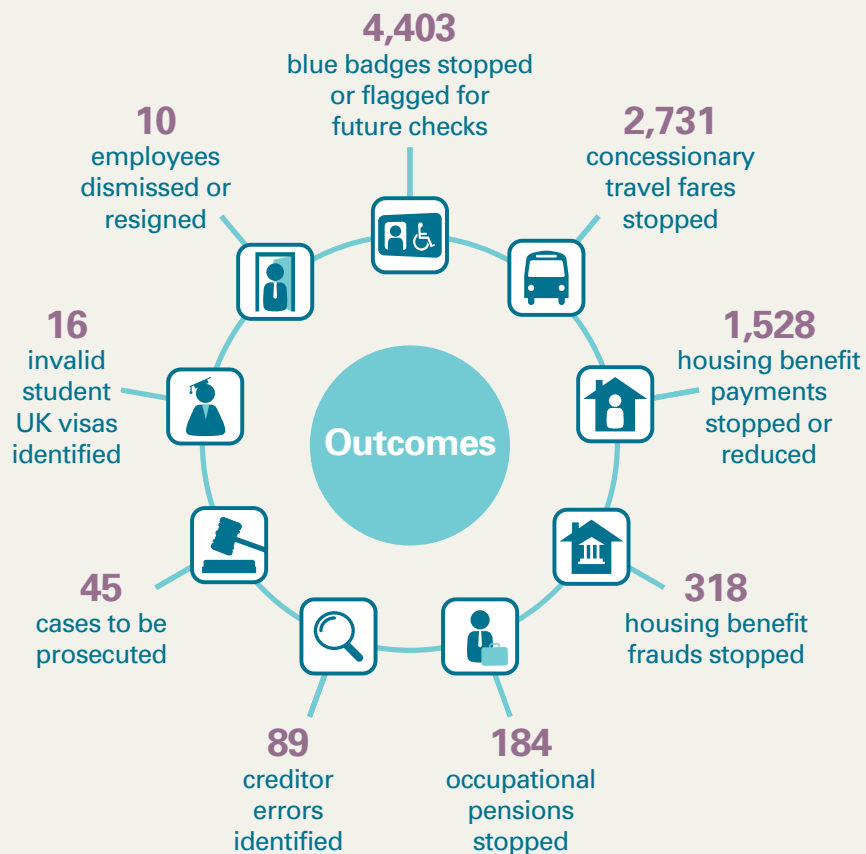 4,403
blue badges stopped
or flagged for
future checks
2,731
concessionary
travel fares
stopped
1,528
housing benefit
payments
stopped or
reduced
318
housing benefit
frauds stopped
184
occupational
pensions
stopped
89
creditor
errors
identified
45
cases to be
prosecuted
16
invalid
student
UK visas
identified
10
employees
dismissed or
resigned
Outcomes